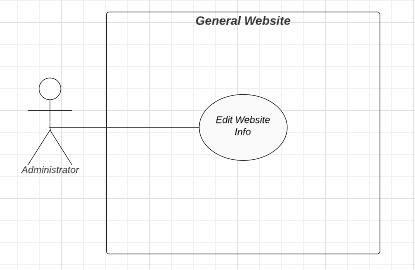 General Website
Edit Website
Info
Administrator